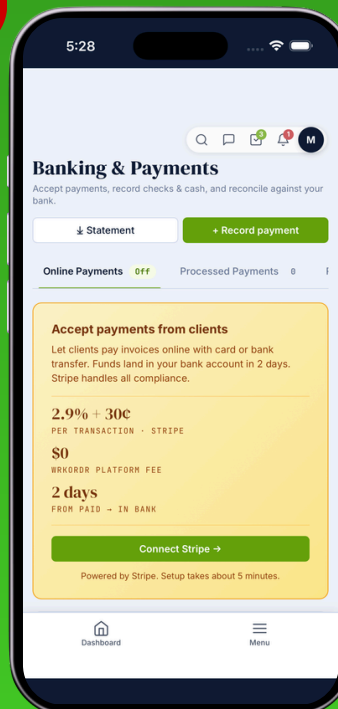 5:28
3
1
M
Banking & Payments
Accept payments, record checks & cash, and reconcile against your
bank.
Statement
+ Record payment
Online Payments Off
Processed Payments 0
Accept payments from clients
Let clients pay invoices online with card or bank
transfer. Funds land in your bank account in 2 days.
Stripe handles all compliance.
2.9% + 30¢
PER TRANSACTION · STRIPE
$0
WRKORDR PLATFORM FEE
2 days
FROM PAID → IN BANK
Connect Stripe →
Powered by Stripe. Setup takes about 5 minutes.
Dashboard
Menu